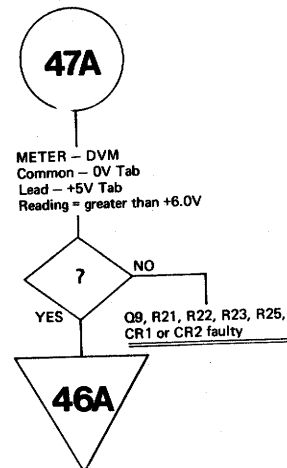 47A
METER – DVM
Common – 0V Tab
Lead – +5V Tab
Reading = greater than +6.0V
?
NO
YES
Q9, R21, R22, R23, R25,
CR1 or CR2 faulty
46A